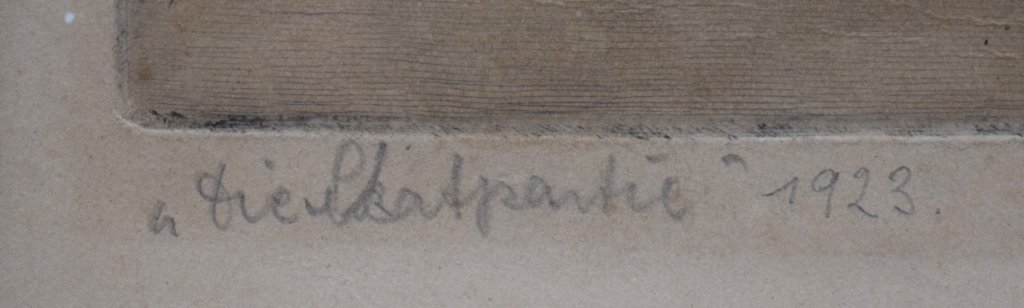 „Die Skatpartie“ 1923.